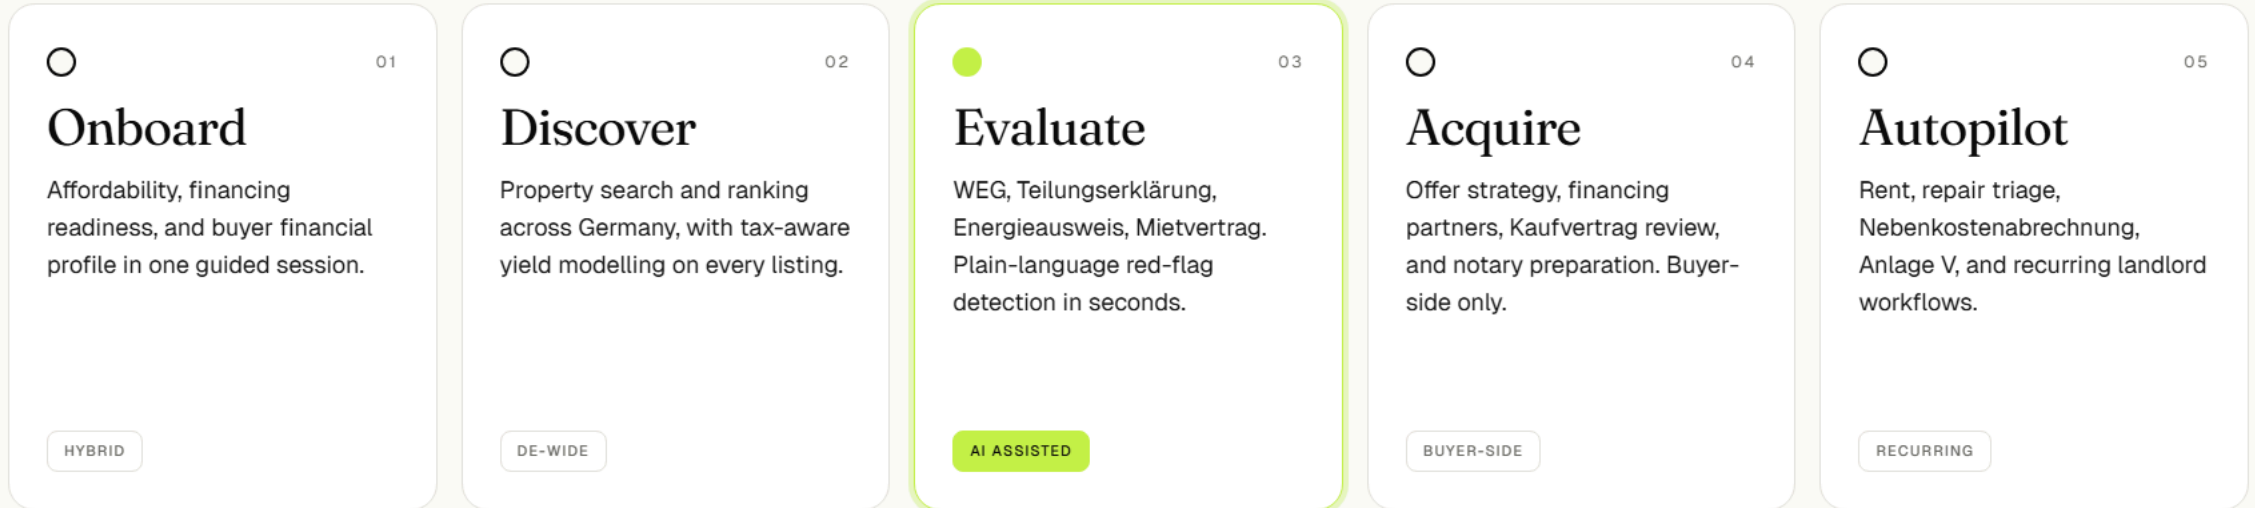 01
Onboard
Affordability, financing
readiness, and buyer financial
profile in one guided session.
HYBRID
02
Discover
Property search and ranking
across Germany, with tax-aware
yield modelling on every listing.
DE-WIDE
03
Evaluate
WEG, Teilungserklärung,
Energieausweis, Mietvertrag.
Plain-language red-flag
detection in seconds.
AI ASSISTED
04
Acquire
Offer strategy, financing
partners, Kaufvertrag review,
and notary preparation. Buyer-
side only.
BUYER-SIDE
05
Autopilot
Rent, repair triage,
Nebenkostenabrechnung,
Anlage V, and recurring landlord
workflows.
RECURRING